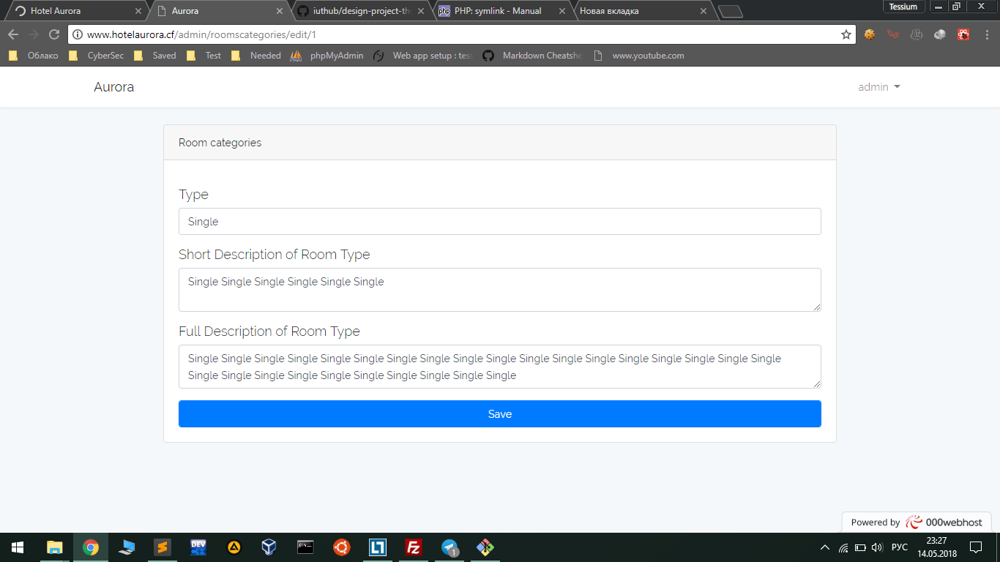 Hotel Aurora
Aurora
iuthub/design-project-th
PHP: symlink - Manual
Новая вкладка
Tessium
www.hotelaurora.cf/admin/roomscategories/edit/1
Облако
CyberSec
Saved
Test
Needed
phpMyAdmin
Web app setup : tes
Markdown Cheatshe
www.youtube.com
Aurora
admin
Room categories
Type
Single
Short Description of Room Type
Single Single Single Single Single Single
Full Description of Room Type
Single Single Single Single Single Single Single Single Single Single Single Single Single Single Single Single Single Single
Single Single Single Single Single Single Single Single Single Single
Save
Powered by 000webhost
РУС
23:27
14.05.2018